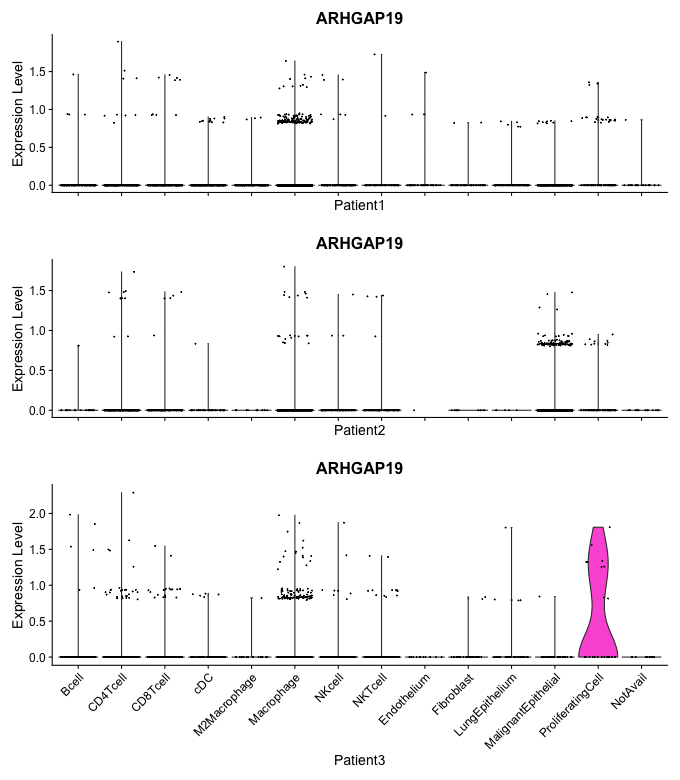 ARHGAP19
Expression Level
1.5
1.0
0.5
0.0
Patient1
ARHGAP19
Expression Level
1.5
1.0
0.5
0.0
Patient2
ARHGAP19
Expression Level
2.0
1.5
1.0
0.5
0.0
Bcell
CD4Tcell
CD8Tcell
cDC
M2Macrophage
Macrophage
NKcell
NKTcell
Endothelium
Fibroblast
LungEpithelium
MalignantEpithelial
ProliferatingCell
NotAvail
Patient3